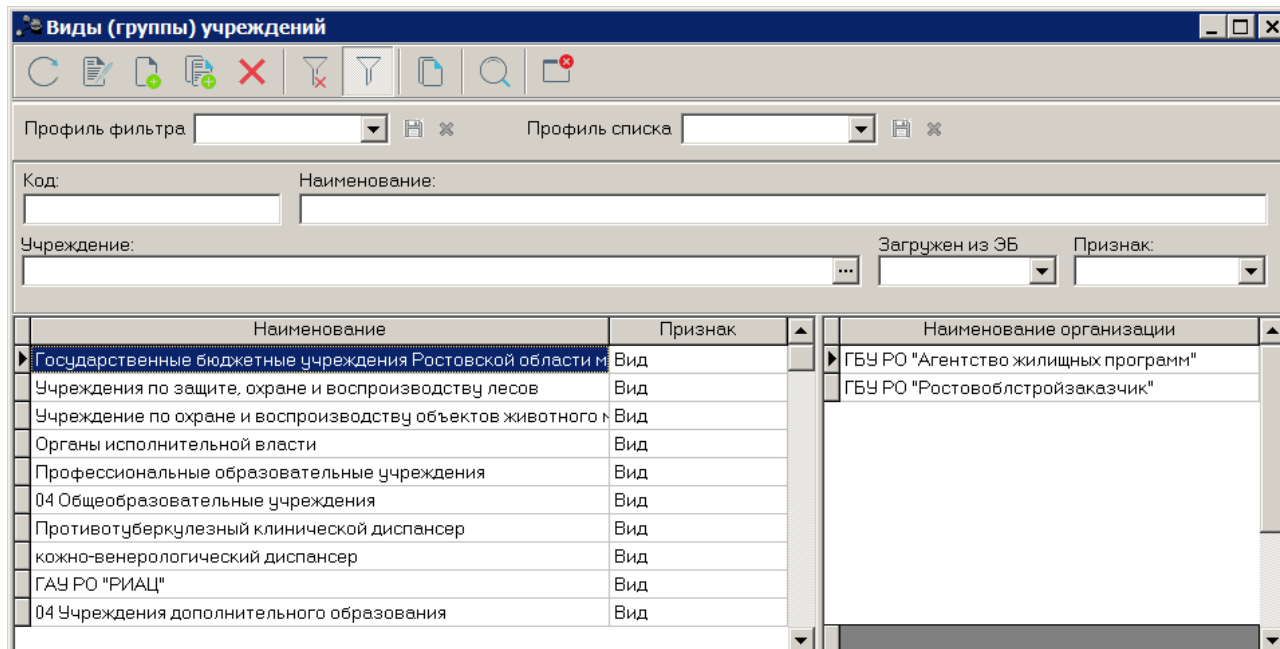 Виды (группы) учреждений
Профиль фильтра Профиль списка
Код: Наименование:
Учреждение: Загружен из ЭБ Признак:
Наименование Признак Наименование организации
Государственные бюджетные учреждения Ростовской области м Вид ГБУ РО "Агентство жилищных программ"
Учреждения по защите, охране и воспроизводству лесов Вид ГБУ РО "Ростовоблстройзаказчик"
Учреждение по охране и воспроизводству объектов животного м Вид
Органы исполнительной власти Вид
Профессиональные образовательные учреждения Вид
04 Общеобразовательные учреждения Вид
Противотуберкулезный клинической диспансер Вид
кожно-венерологический диспансер Вид
ГАУ РО "РИАЦ" Вид
04 Учреждения дополнительного образования Вид